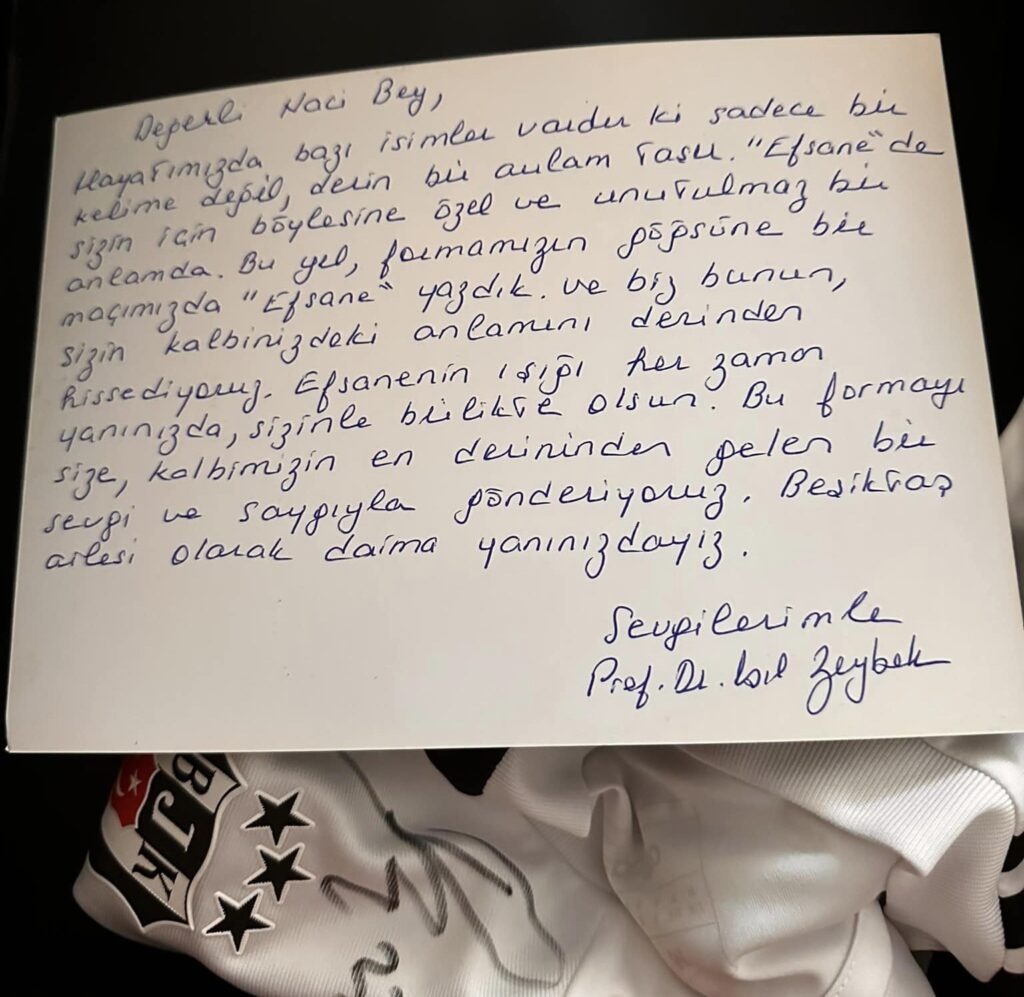 Değerli Naci Bey,
Hayatımızda bazı isimler vardır ki sadece bir
kelime değil, derin bir anlam taşır. "Efsane" de
sizin için böylesine özel ve unutulmaz bir
anlamda. Bu yıl, formamızın göğsüne bir
maçımızda "Efsane" yazdık. ve biz bunun,
sizin kalbinizdeki anlamını derinden
hissediyoruz. Efsanenin ışığı her zaman
yanınızda, sizinle birlikte olsun. Bu formayı
size, kalbimizin en derininden gelen bir
sevgi ve saygıyla gönderiyoruz. Beşiktaş
ailesi olarak daima yanınızdayız.
Sevgilerimle
Prof. Dr. Işıl Zeybek
BJK